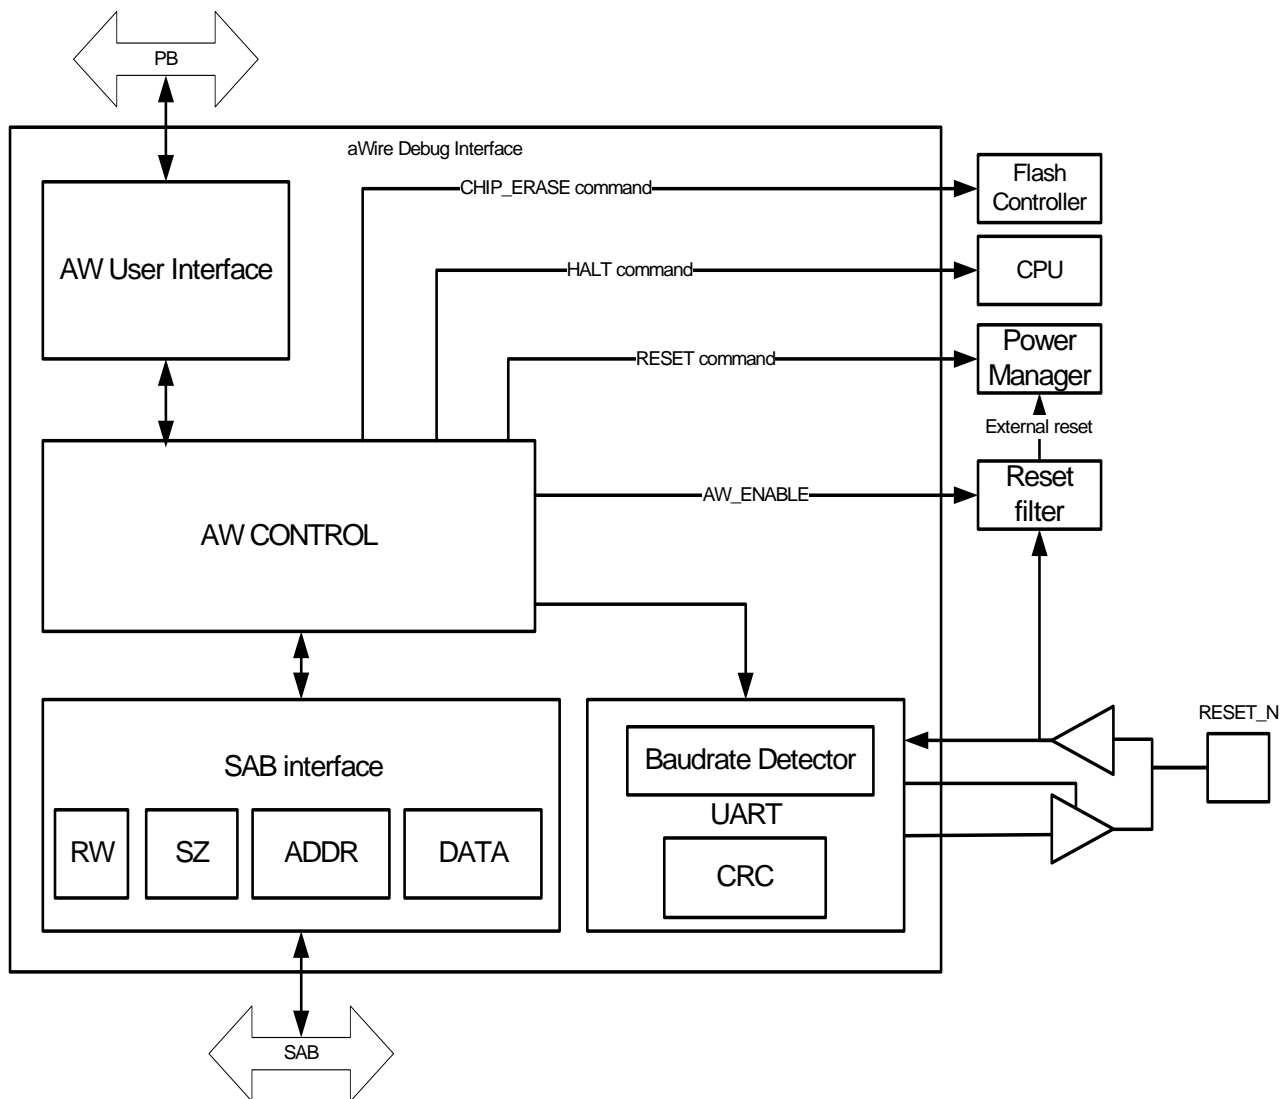 PB
aWire Debug Interface
CHIP_ERASE command
Flash
Controller
AW User Interface
HALT command
CPU
RESET command
Power
Manager
External reset
AW_ENABLE
Reset
filter
AW CONTROL
RESET_N
SAB interface
Baudrate Detector
UART
RW
SZ
ADDR
DATA
CRC
SAB